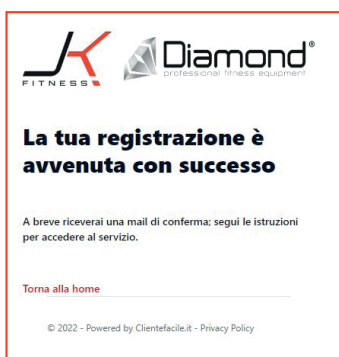 JK
FITNESS
Diamond®
professional fitness equipment
La tua registrazione è
avvenuta con successo
A breve riceverai una mail di conferma; segui le istruzioni
per accedere al servizio.
Torna alla home
© 2022 - Powered by Clientefacile.it - Privacy Policy